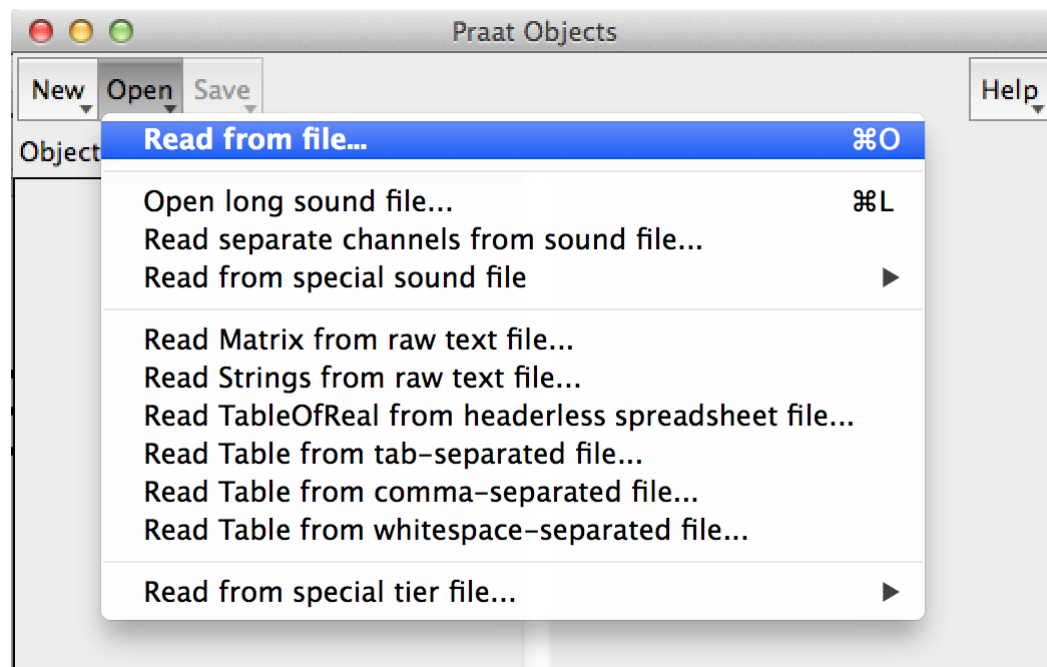 Praat Objects
New Open Save Help
Object
Read from file... ⌘O
Open long sound file... ⌘L
Read separate channels from sound file...
Read from special sound file
Read Matrix from raw text file...
Read Strings from raw text file...
Read TableOfReal from headerless spreadsheet file...
Read Table from tab-separated file...
Read Table from comma-separated file...
Read Table from whitespace-separated file...
Read from special tier file...